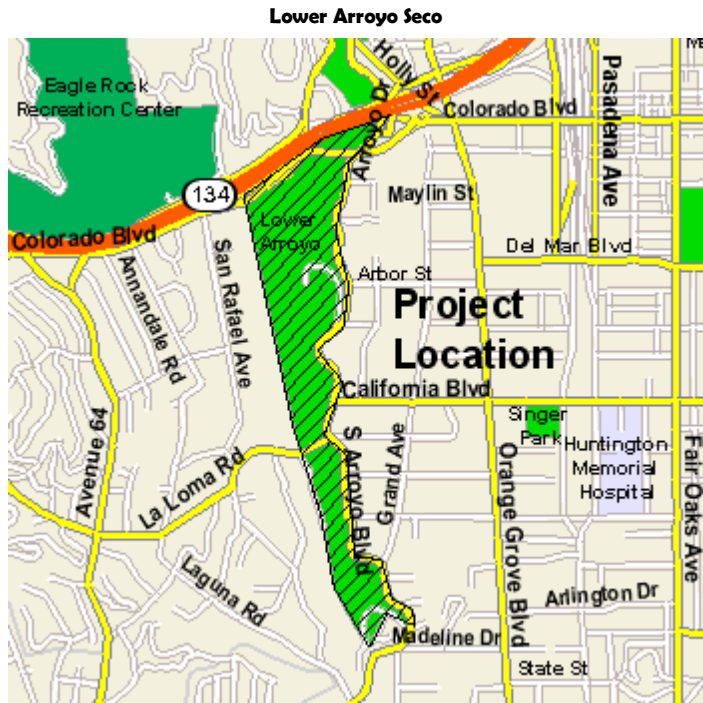 Lower Arroyo Seco
Holly St
Eagle Rock
Recreation Center
Arroyo Dr
Colorado Blvd
Pasadena Ave
134
Maylin St
Lower
Arroyo
Colorado Blvd
Del Mar Blvd
San Rafael Ave
Annandale Rd
Arbor St
Project
Location
California Blvd
Singer
Park
Huntington
Memorial
Hospital
Avenue 64
La Loma Rd
S Arroyo Blvd
Grand Ave
Orange Grove Blvd
Fair Oaks Ave
Laguna Rd
Arlington Dr
Madeline Dr
State St